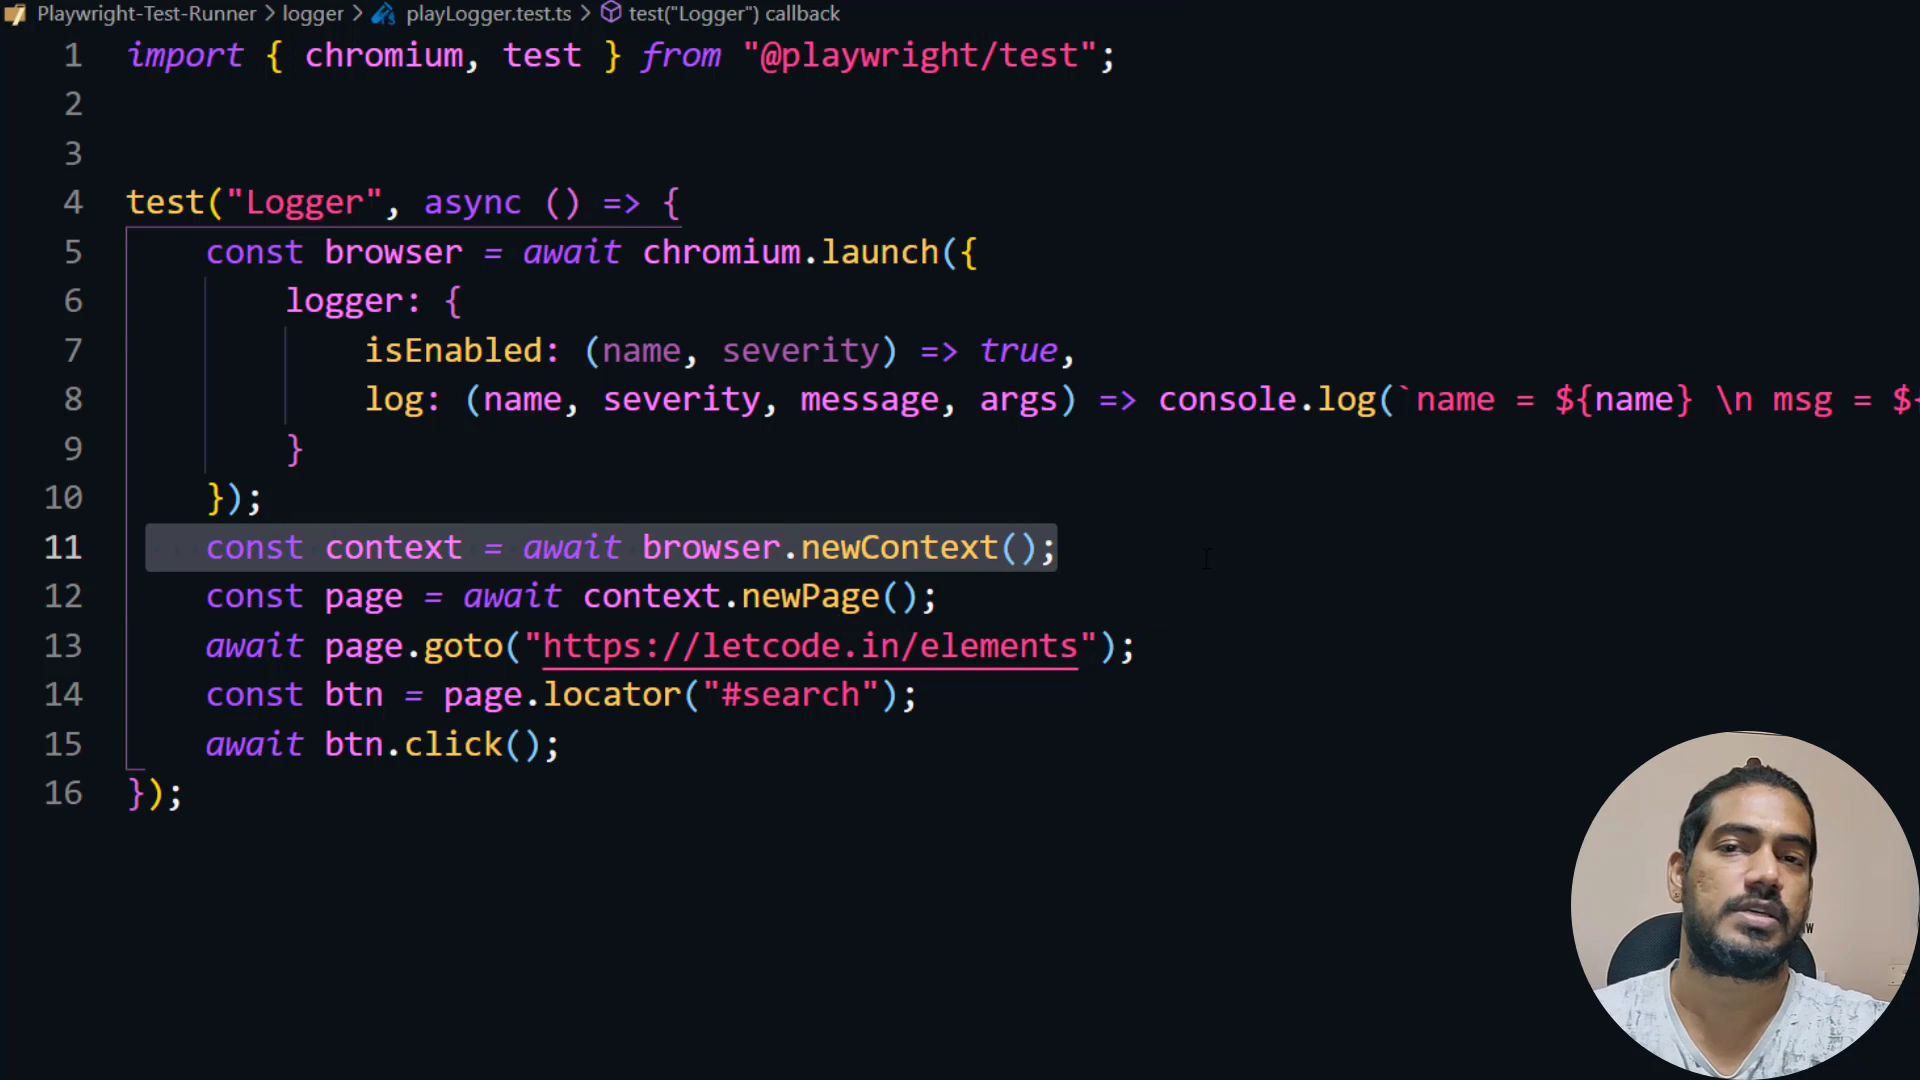 Playwright-Test-Runner > logger > playLogger.test.ts > test("Logger") callback
1 import { chromium, test } from "@playwright/test";
2
3
4 test("Logger", async () => {
5 const browser = await chromium.launch({
6 logger: {
7 isEnabled: (name, severity) => true,
8 log: (name, severity, message, args) => console.log(`name = ${name} \n msg = ${
9 }
10 });
11 const context = await browser.newContext();
12 const page = await context.newPage();
13 await page.goto("https://letcode.in/elements");
14 const btn = page.locator("#search");
15 await btn.click();
16 });